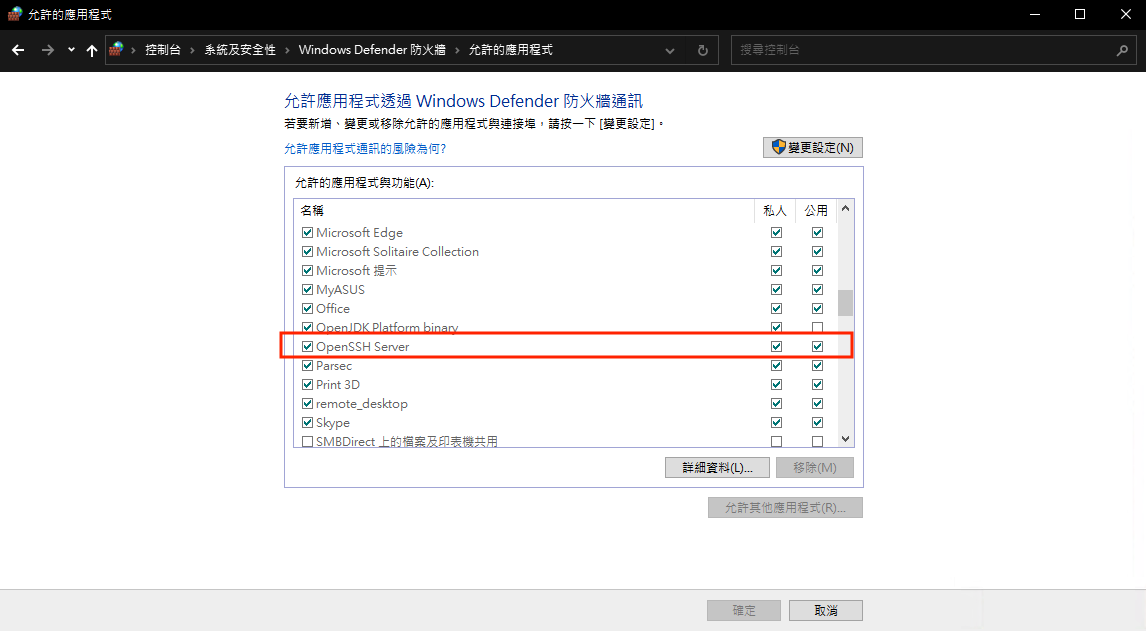 允許的應用程式
控制台 › 系統及安全性 › Windows Defender 防火牆 › 允許的應用程式
搜尋控制台
允許應用程式透過 Windows Defender 防火牆通訊
若要新增、變更或移除允許的應用程式與連接埠，請按一下 [變更設定]。
允許應用程式通訊的風險為何?
變更設定(N)
允許的應用程式與功能(A):
名稱 私人 公用
Microsoft Edge
Microsoft Solitaire Collection
Microsoft 提示
MyASUS
Office
OpenJDK Platform binary
OpenSSH Server
Parsec
Print 3D
remote_desktop
Skype
SMBDirect 上的檔案及印表機共用
詳細資料(L)... 移除(M)
允許其他應用程式(R)...
確定 取消